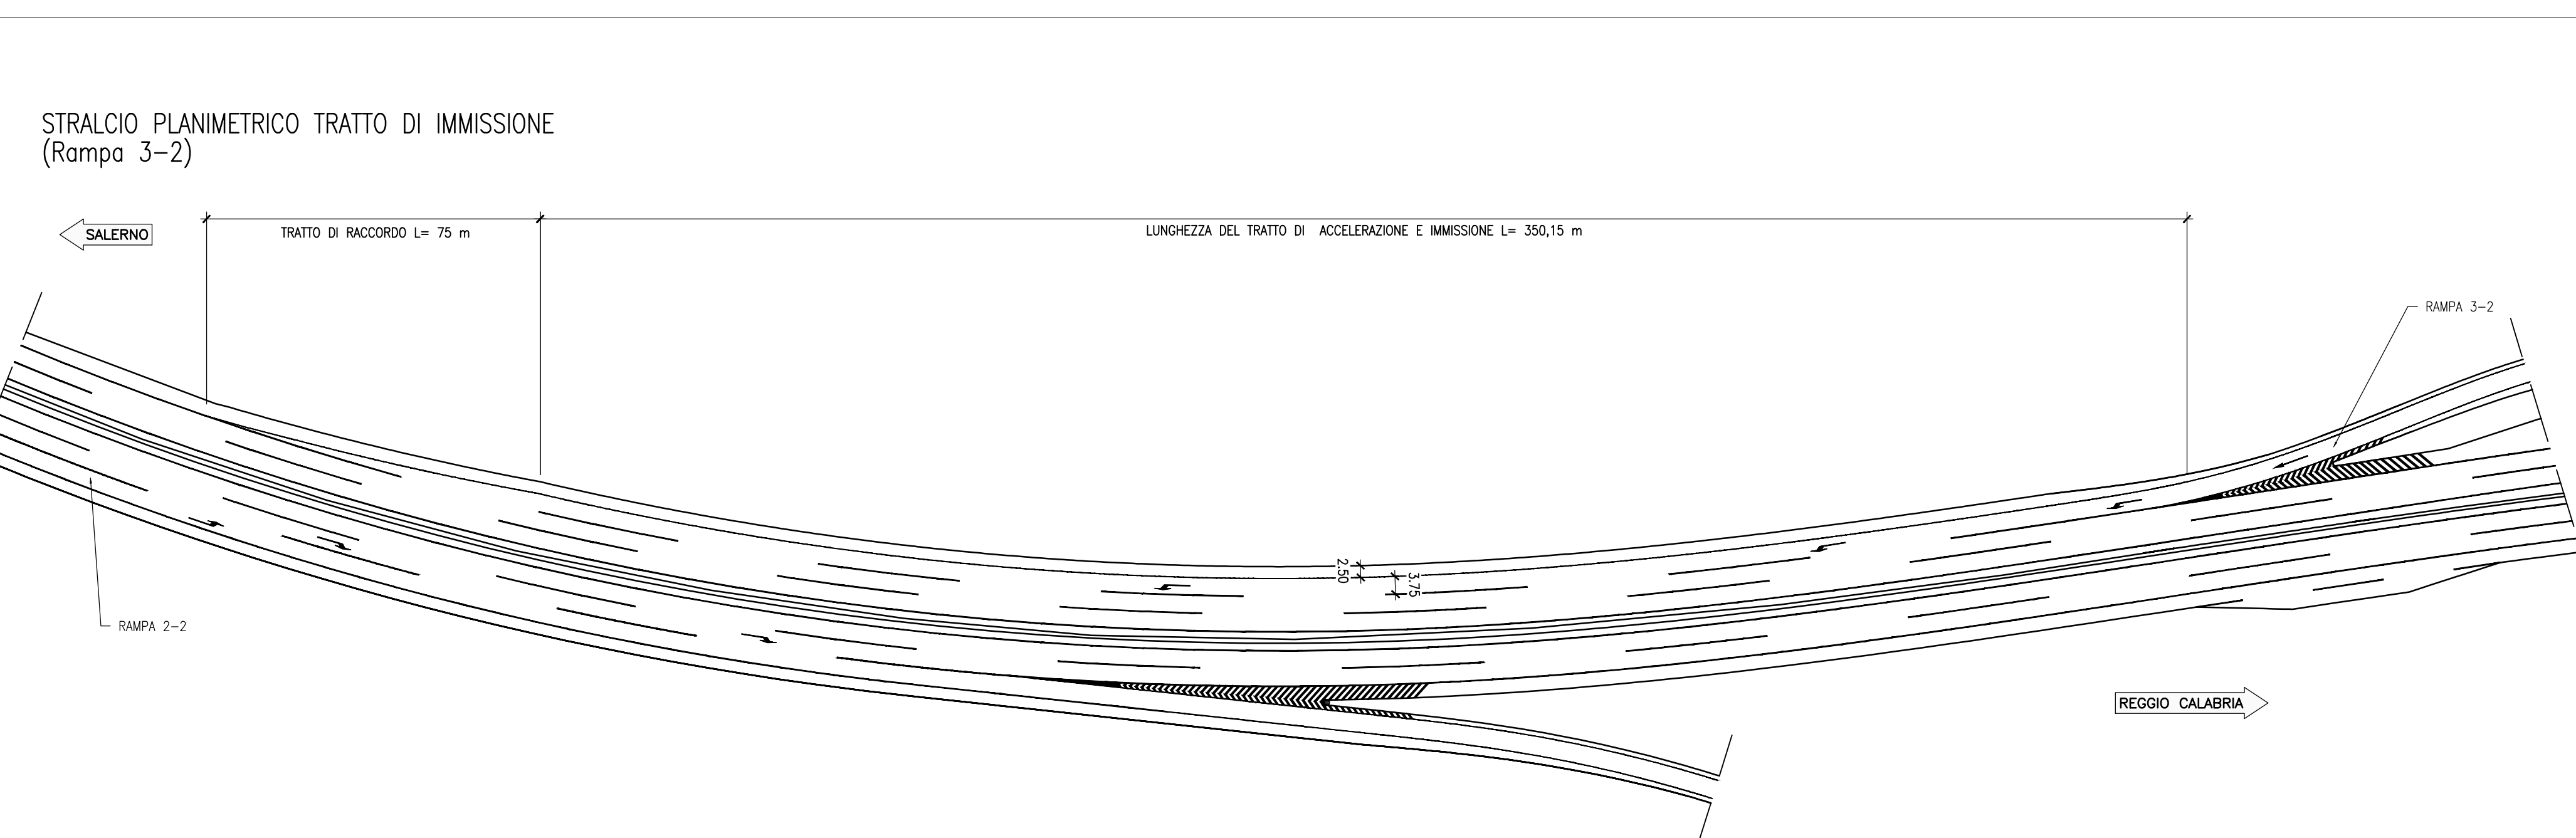 STRALCIO PLANIMETRICO TRATTO DI IMMISSIONE
(Rampa 3-2)
SALERNO
TRATTO DI RACCORDO L= 75 m
LUNGHEZZA DEL TRATTO DI ACCELERAZIONE E IMMISSIONE L= 350,15 m
RAMPA 3-2
2.50
3.75
RAMPA 2-2
REGGIO CALABRIA